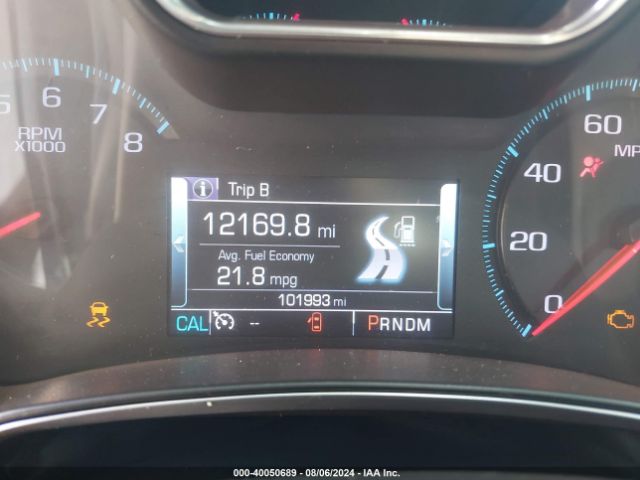 5 6 7 8
RPM
X1000
Trip B
12169.8 mi
Avg. Fuel Economy
21.8 mpg
101993 mi
CAL -- PRNDM
60
40
20
0
000-40050689 - 08/06/2024 - IAA Inc.